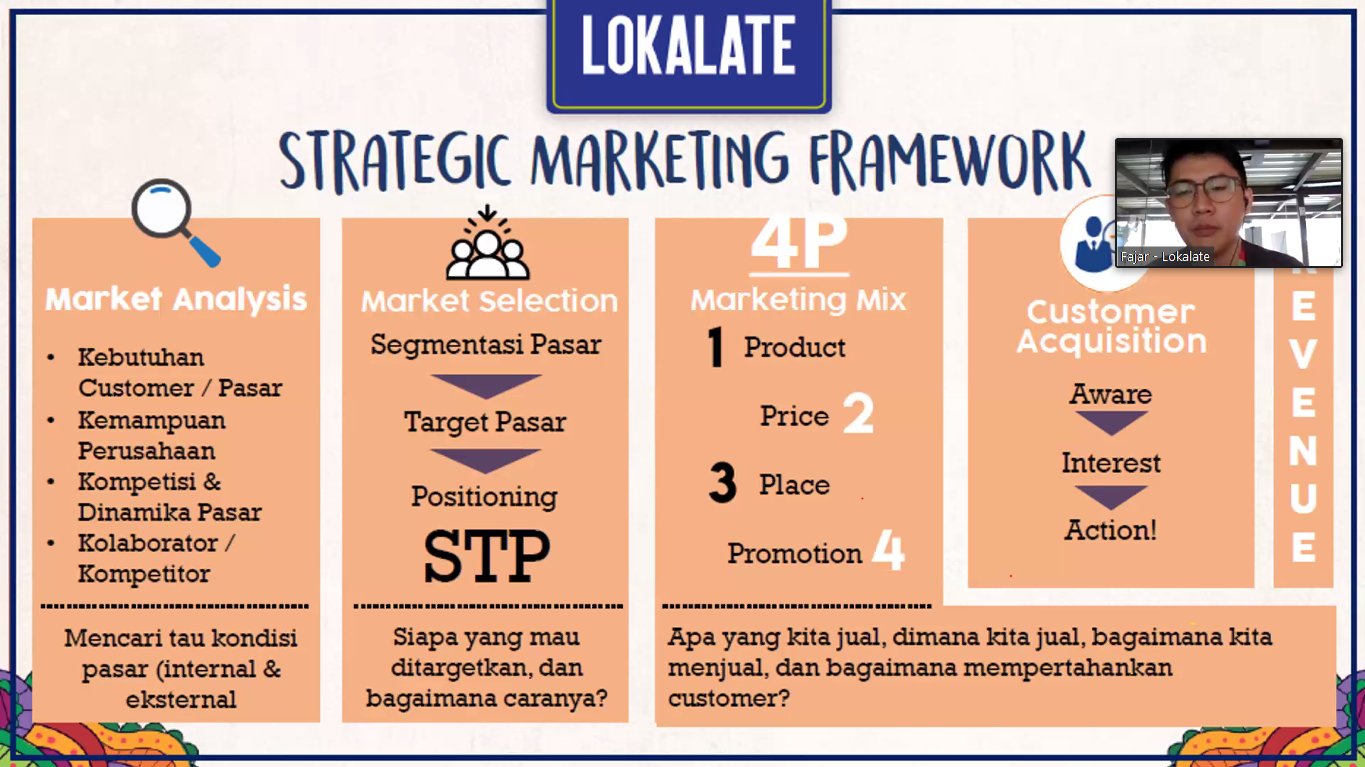 LOKALATE
STRATEGIC MARKETING FRAMEWORK
Fajar - Lokalate
Market Analysis
• Kebutuhan
Customer / Pasar
• Kemampuan
Perusahaan
• Kompetisi &
Dinamika Pasar
• Kolaborator /
Kompetitor
Mencari tau kondisi
pasar (internal &
eksternal
Market Selection
Segmentasi Pasar
Target Pasar
Positioning
STP
Siapa yang mau
ditargetkan, dan
bagaimana caranya?
4P
Marketing Mix
1 Product
Price 2
3 Place
Promotion 4
Customer
Acquisition
Aware
Interest
Action!
Apa yang kita jual, dimana kita jual, bagaimana kita
menjual, dan bagaimana mempertahankan
customer?
REVENUE